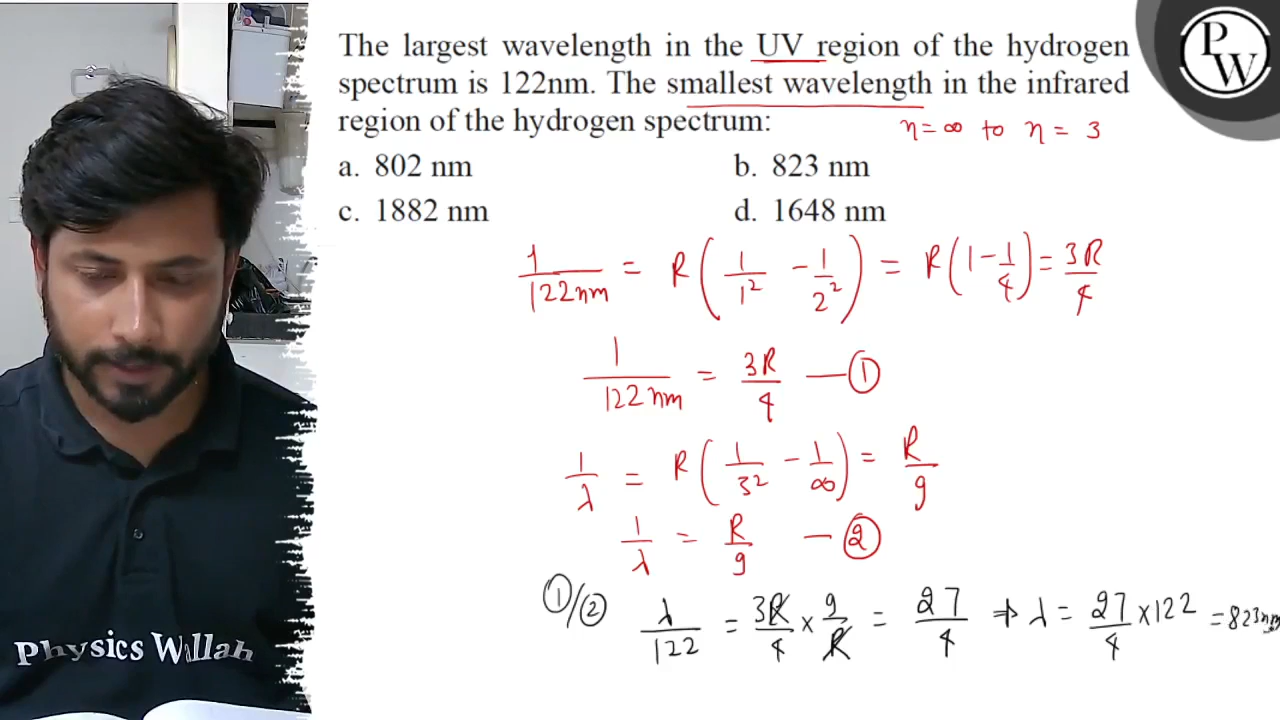 PW
The largest wavelength in the UV region of the hydrogen
spectrum is 122nm. The smallest wavelength in the infrared
region of the hydrogen spectrum:
n=∞ to n = 3
a. 802 nm
b. 823 nm
c. 1882 nm
d. 1648 nm
1/122nm = R(1/1² - 1/2²) = R(1-1/4) = 3R/4
1/122nm = 3R/4 — ①
1/λ = R(1/3² - 1/∞) = R/9
1/λ = R/9 — ②
①/② λ/122 = 3R/4 × 9/R = 27/4 ⇒ λ = 27/4 × 122 = 823nm
Physics Wallah